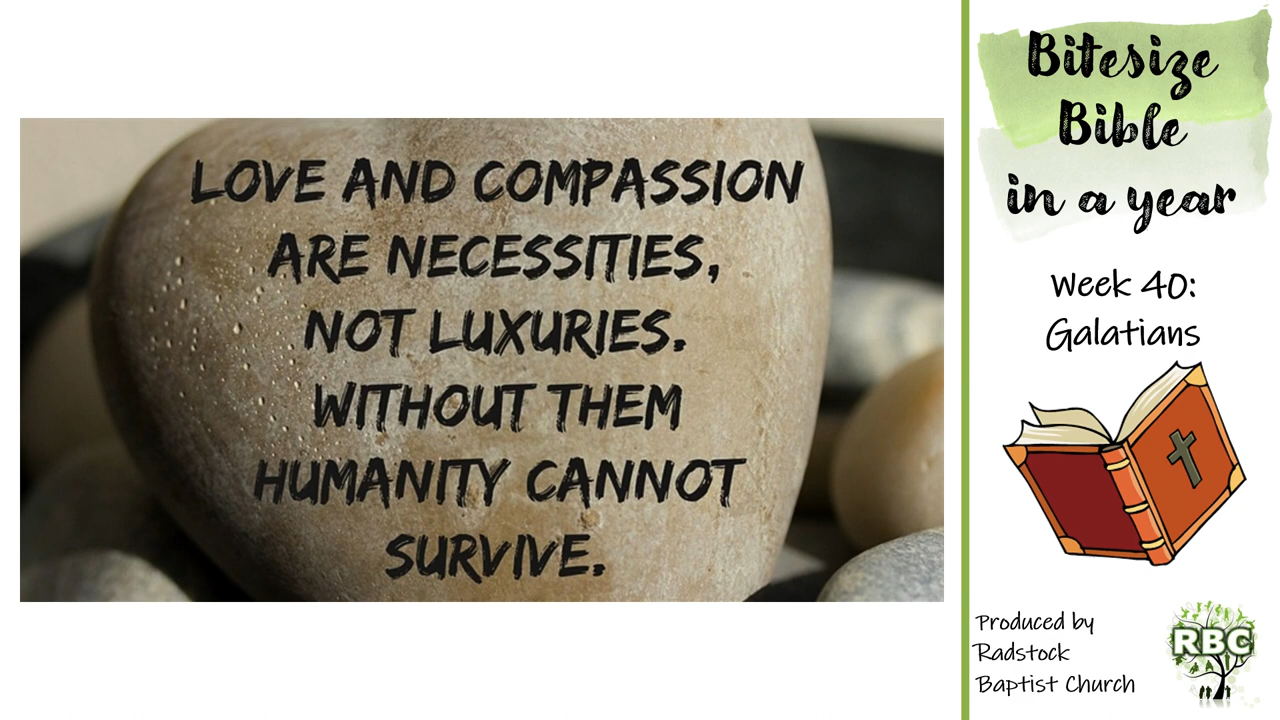 LOVE AND COMPASSION
ARE NECESSITIES,
NOT LUXURIES.
WITHOUT THEM
HUMANITY CANNOT
SURVIVE.
Bitesize
Bible
in a year
Week 40:
Galatians
Produced by
Radstock
Baptist Church
RBC